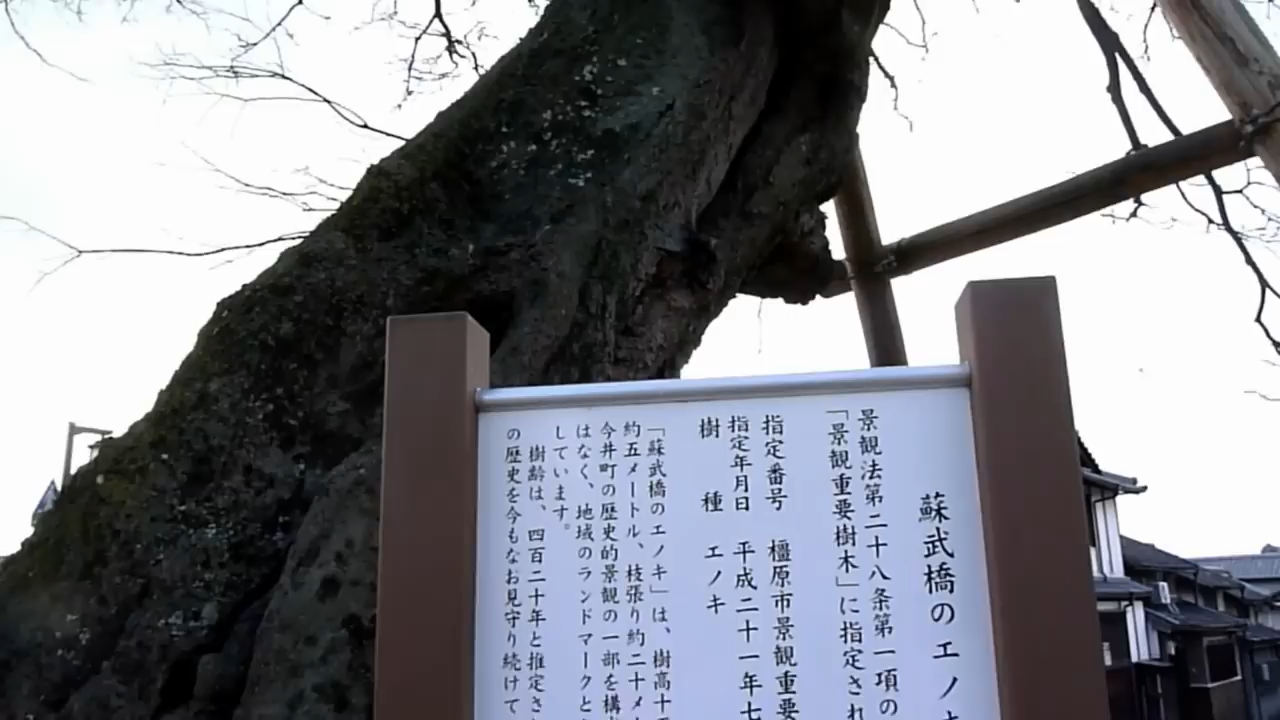 蘇武橋のエノキ
景観法第二十八条第一項の
「景観重要樹木」に指定され
指定番号 橿原市景観重要
指定年月日 平成二十一年七
樹種 エノキ
「蘇武橋のエノキ」は、樹高十
約五メートル、枝張り約二十メ
今井町の歴史的景観の一部を構
はなく、地域のランドマークと
しています。
樹齢は、四百二十年と推定さ
の歴史を今もなお見守り続けて